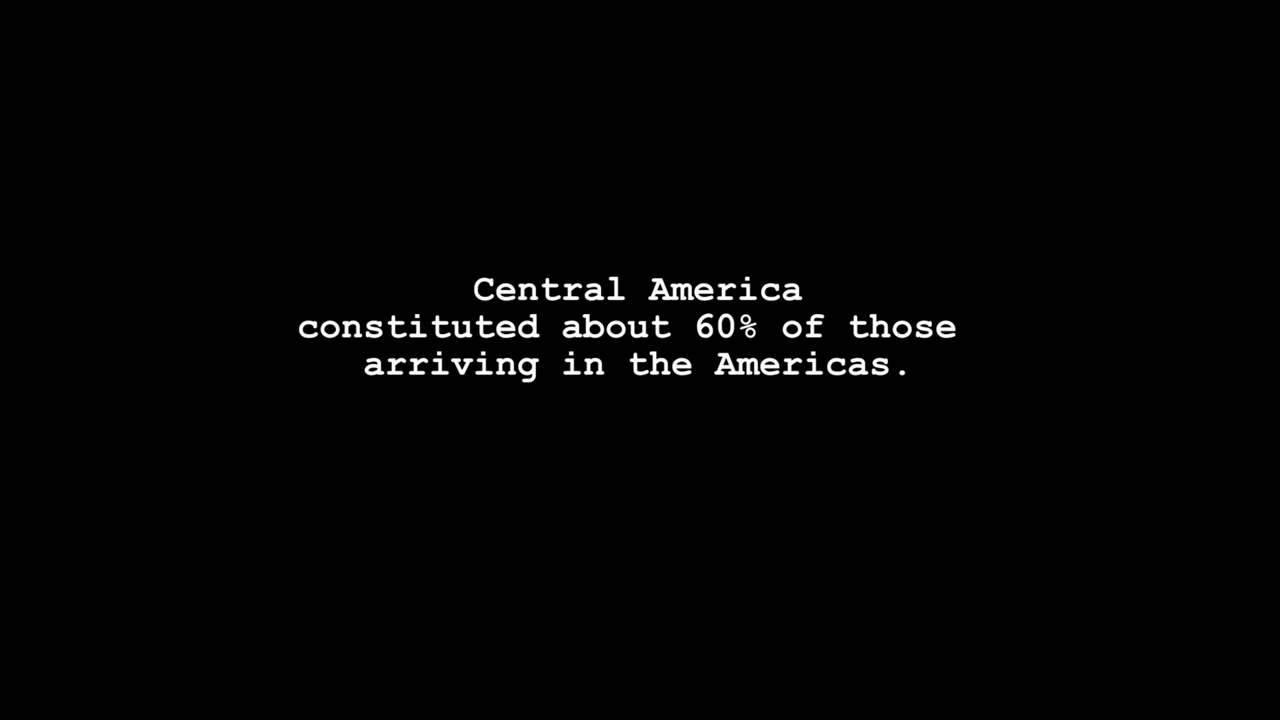 Central America
constituted about 60% of those
arriving in the Americas.